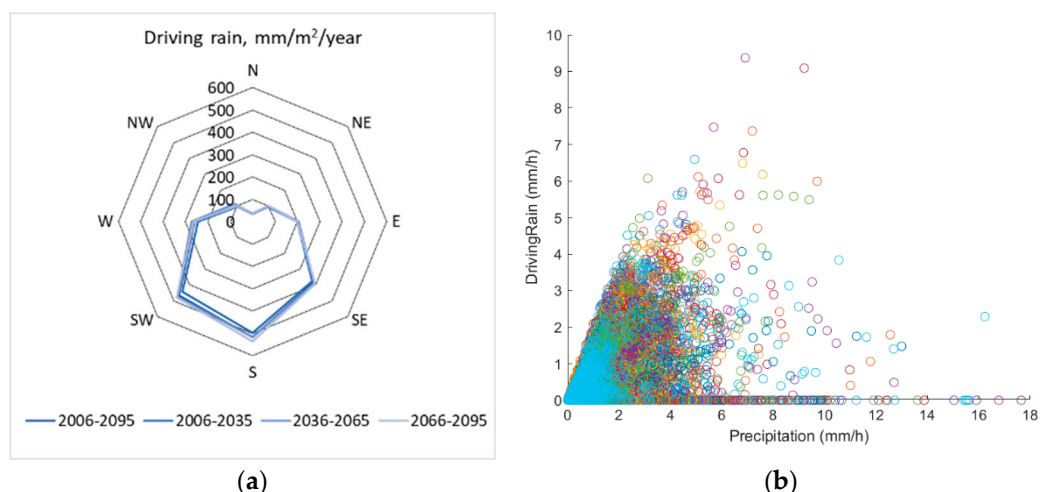 Driving rain, mm/m²/year
N
NE
E
SE
S
SW
W
NW
600
500
400
300
200
100
0
2006-2095 2006-2035 2036-2065 2066-2095
(a)
10
9
8
7
6
5
4
3
2
1
0
DrivingRain (mm/h)
0 2 4 6 8 10 12 14 16 18
Precipitation (mm/h)
(b)